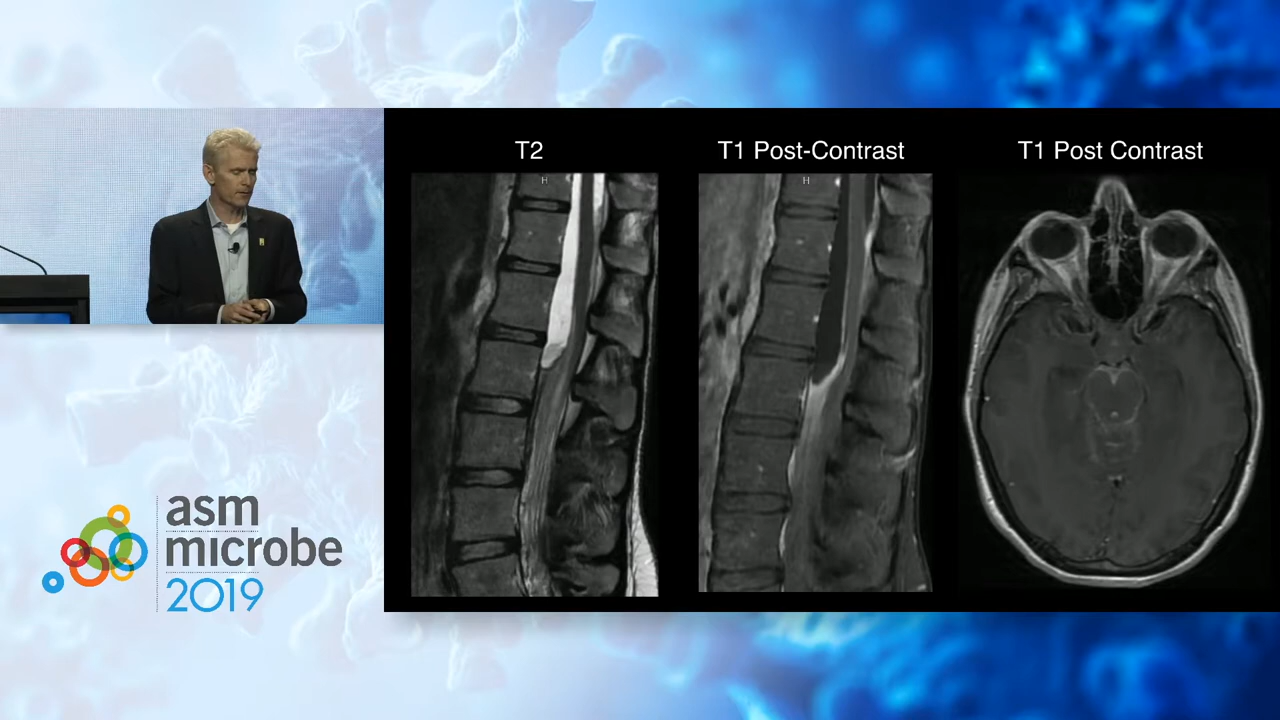 T2
T1 Post-Contrast
T1 Post Contrast
H
H
asm
microbe
2019